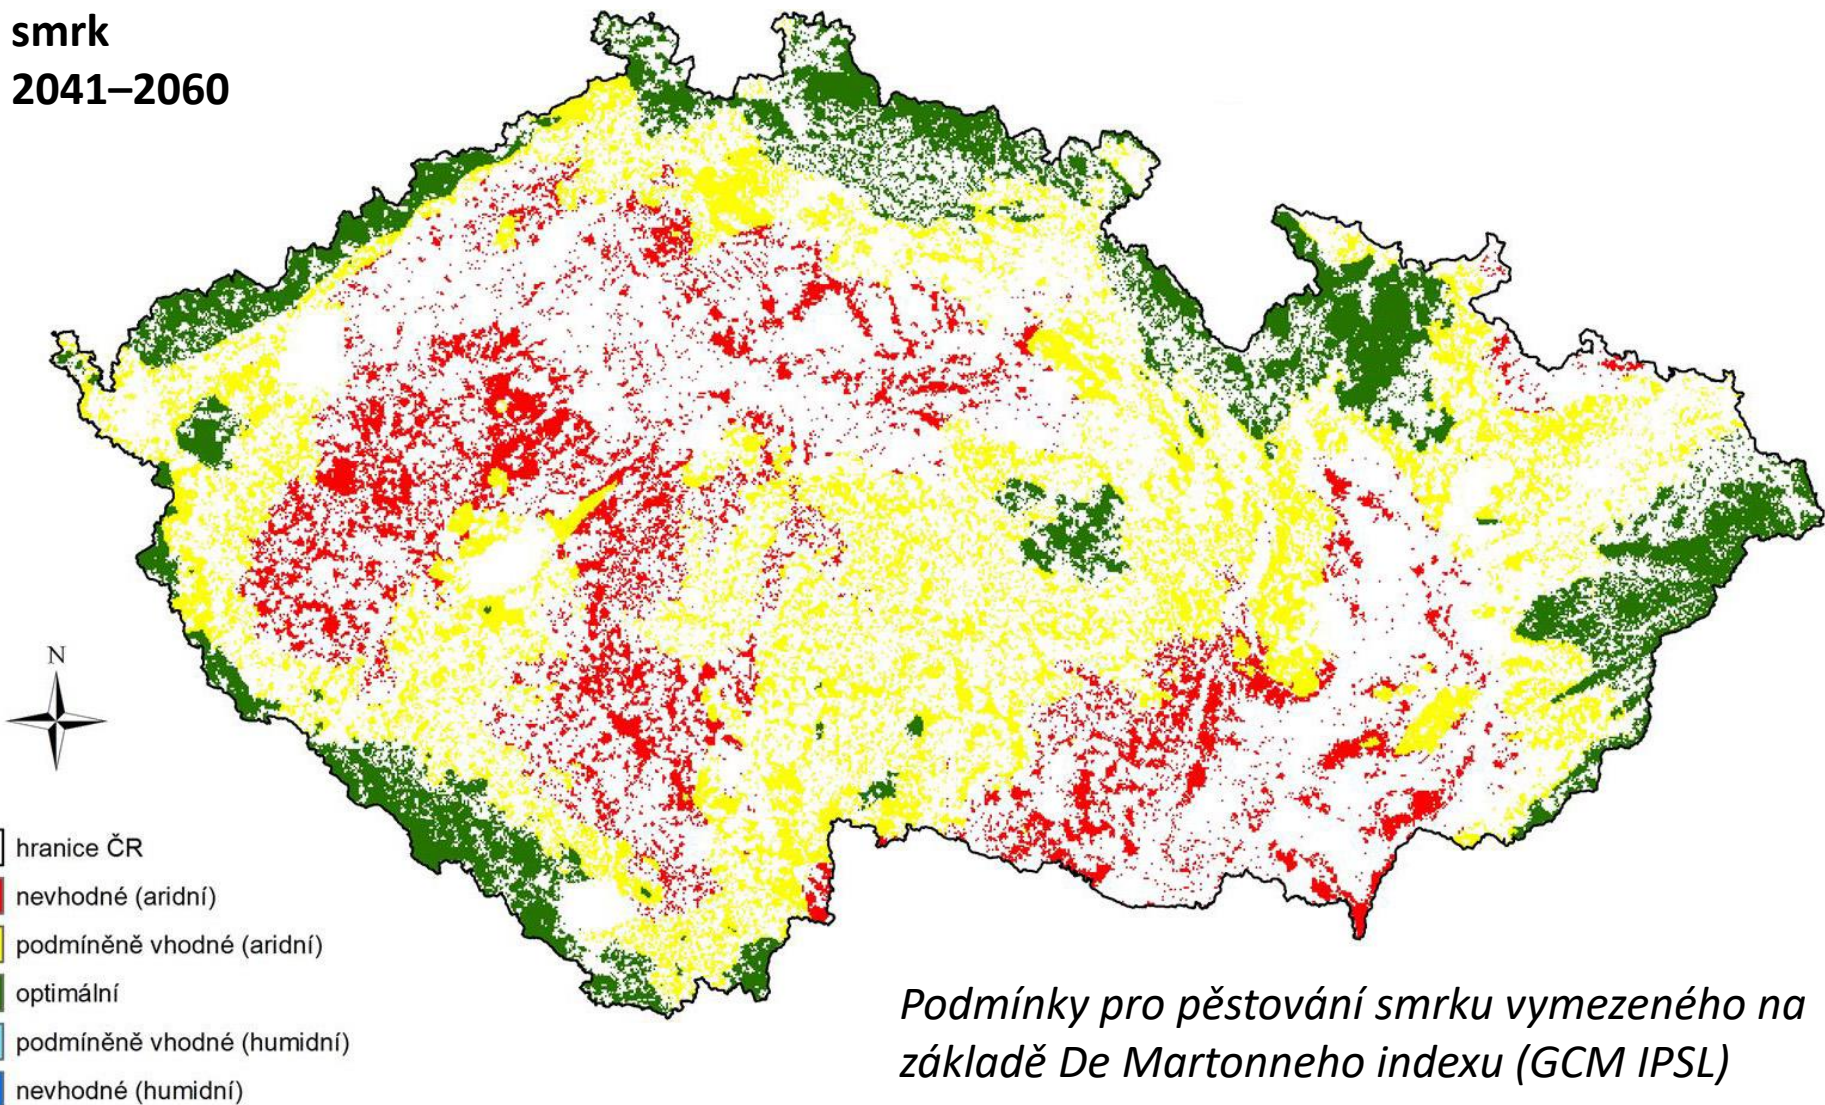 smrk
2041–2060
N
hranice ČR
nevhodné (aridní)
podmíněně vhodné (aridní)
optimální
podmíněně vhodné (humidní)
nevhodné (humidní)
Podmínky pro pěstování smrku vymezeného na
základě De Martonneho indexu (GCM IPSL)